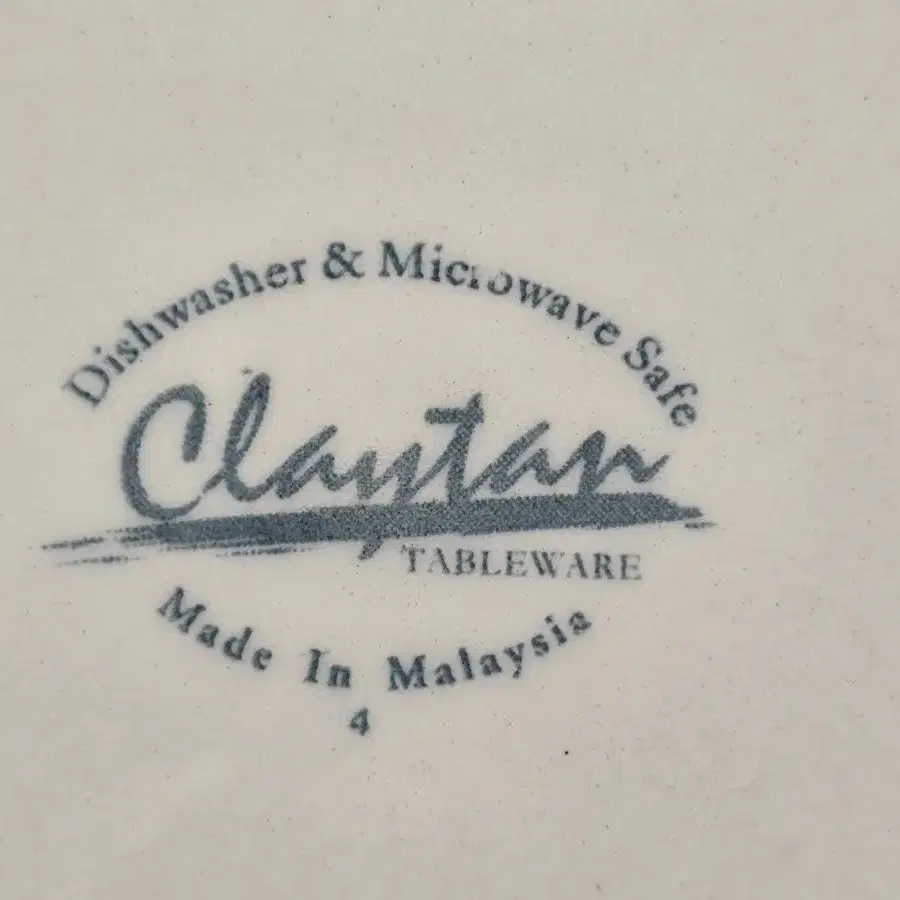 Dishwasher & Microwave Safe
Claytan
TABLEWARE
Made In Malaysia
4